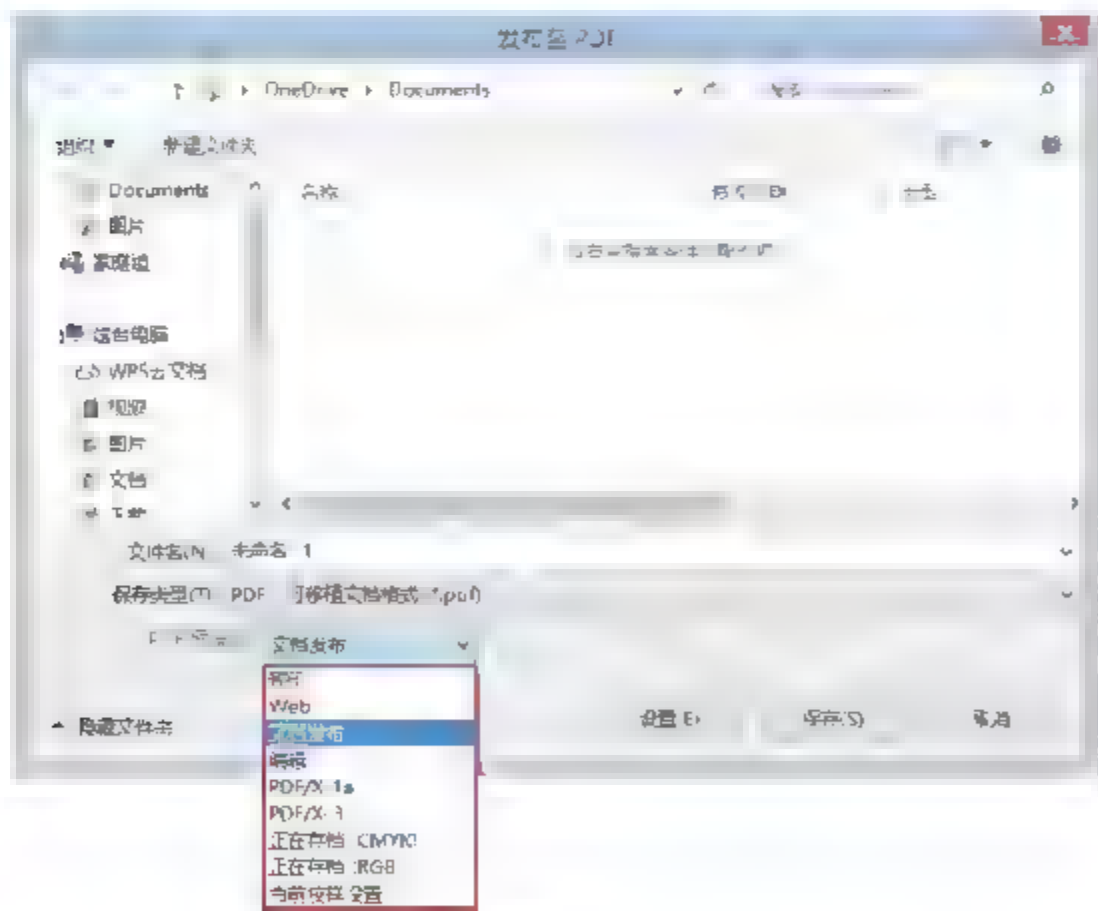 发布至 PDF
OneDrive Documents
组织 新建文件夹
Documents 名称
图片
家庭组
这台电脑
WPS云文档
视频
图片
文档
文件名(N) 未命名 1
保存类型(T) PDF 可移植文档格式 *.pdf)
文档发布
Web
文档发布
编辑
PDF/X 1a
PDF/X 3
正在存档 CMYK)
正在存档 RGB
当前校样设置
隐藏文件夹 设置 E) 保存(S) 取消